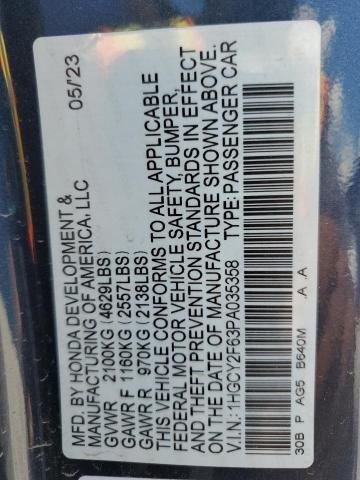 MFD. BY HONDA DEVELOPMENT &
MANUFACTURING OF AMERICA, LLC 05/23
GVWR 2100KG (4629LBS)
GAWR F 1160KG (2557LBS)
GAWR R 970KG (2138LBS)
THIS VEHICLE CONFORMS TO ALL APPLICABLE
FEDERAL MOTOR VEHICLE SAFETY, BUMPER,
AND THEFT PREVENTION STANDARDS IN EFFECT
ON THE DATE OF MANUFACTURE SHOWN ABOVE.
V.I.N.: 1HGCY2F63PA035358 TYPE: PASSENGER CAR
30B P AG5 B640M .A .A